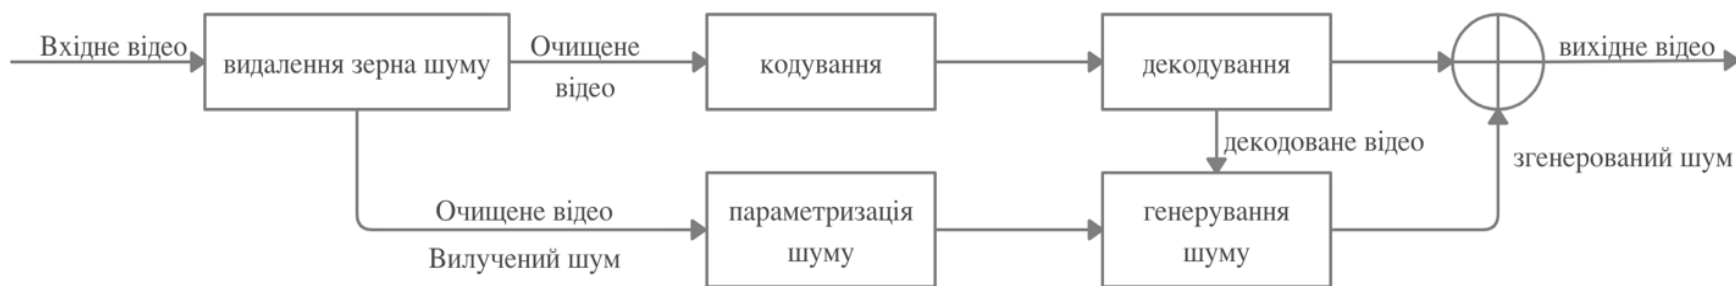 Вхідне відео
видалення зерна шуму
Очищене
відео
кодування
декодування
вихідне відео
декодоване відео
згенерований шум
Очищене відео
Вилучений шум
параметризація
шуму
генерування
шуму